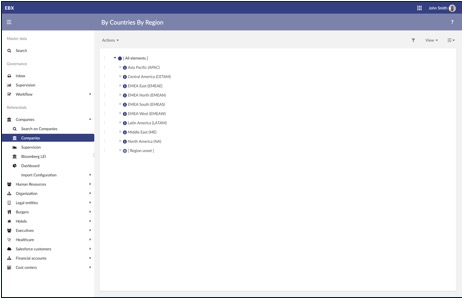 EBX
John Smith
By Countries By Region
?
Master data
Actions
View
Search
[ All elements ]
Governance
Asia Pacific (APAC)
Inbox
Central America (CETAM)
Supervision
EMEA East (EMEAE)
Workflow
EMEA North (EMEAN)
Referentials
EMEA South (EMEAS)
EMEA West (EMEAW)
Companies
Latin America (LATAM)
Search on Companies
Middle East (ME)
Companies
North America (NA)
Supervision
[ Region unset ]
Bloomberg LEI
Dashboard
Import Configuration
Human Resources
Organization
Legal entities
Burgers
Hotels
Executives
Healthcare
Salesforce customers
Financial accounts
Cost centers